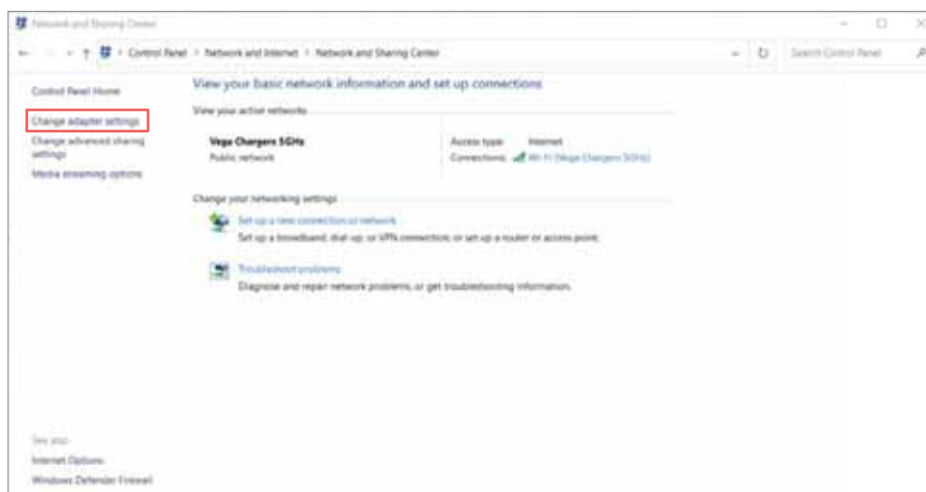 Network and Sharing Center
Control Panel > Network and Internet > Network and Sharing Center
Search Control Panel
Control Panel Home
Change adapter settings
Change advanced sharing
settings
Media streaming options
View your basic network information and set up connections
View your active networks
Vega Chargers 5GHz
Public network
Access type: Internet
Connections: Wi-Fi (Vega Chargers 5GHz)
Change your networking settings
Set up a new connection or network
Set up a broadband, dial-up, or VPN connection; or set up a router or access point.
Troubleshoot problems
Diagnose and repair network problems, or get troubleshooting information.
See also
Internet Options
Windows Defender Firewall